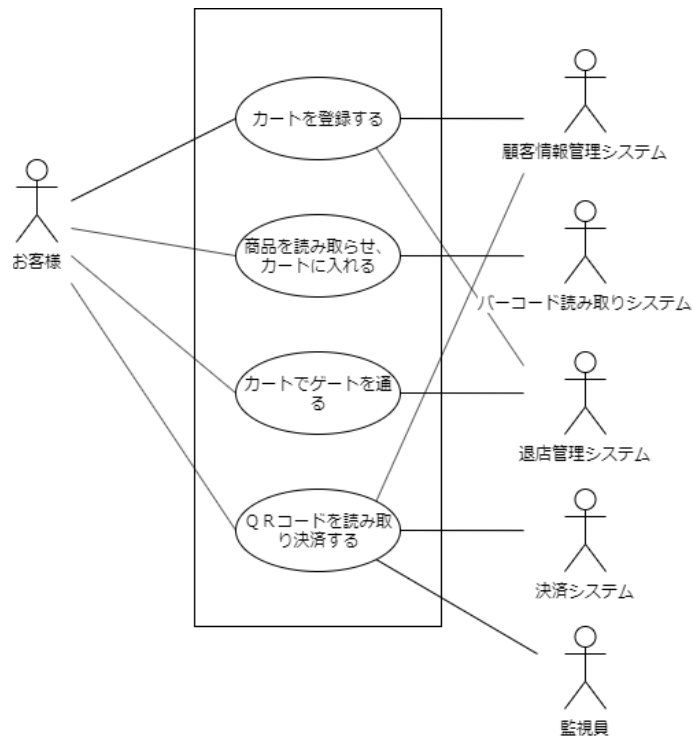 カートを登録する
顧客情報管理システム
お客様
商品を読み取らせ、
カートに入れる
バーコード読み取りシステム
カートでゲートを通
る
退店管理システム
ＱＲコードを読み取
り決済する
決済システム
監視員